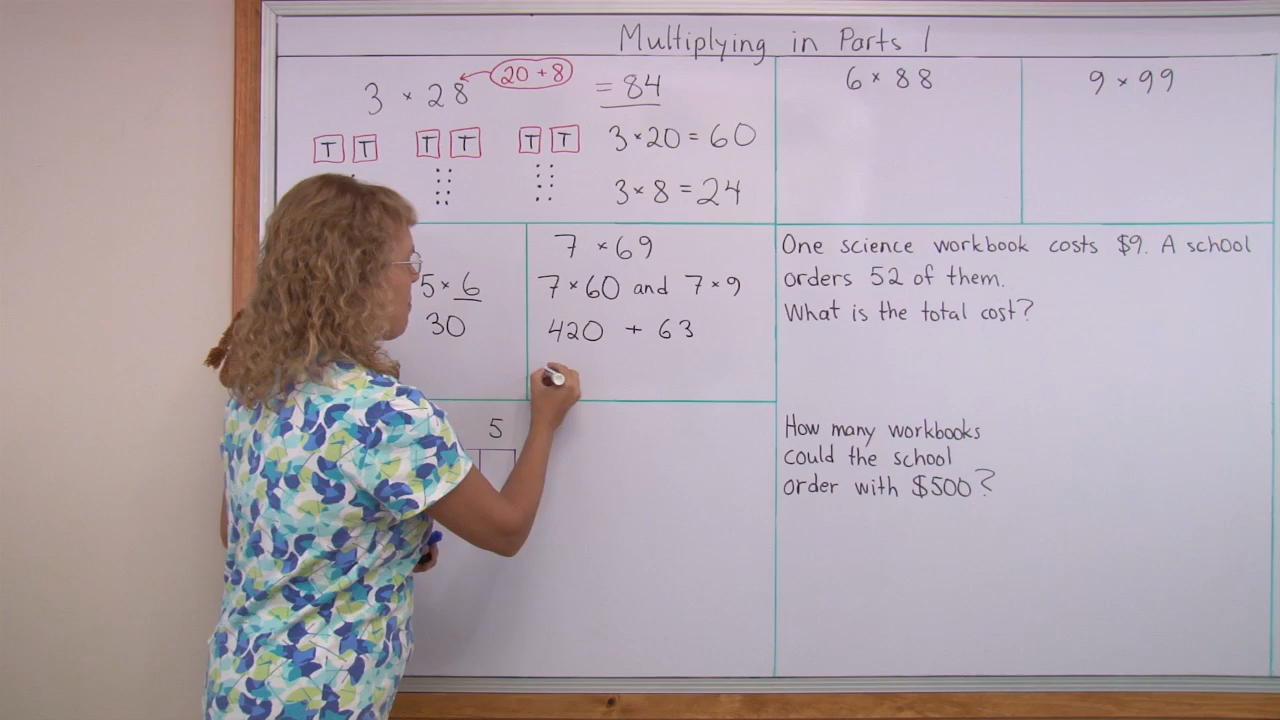 Multiplying in Parts 1
3 × 28 20 + 8 = 84
T T T T T T
3 × 20 = 60
3 × 8 = 24
5 × 6
30
7 × 69
7 × 60 and 7 × 9
420 + 63
5
6 × 88
9 × 99
One science workbook costs $9. A school
orders 52 of them.
What is the total cost?
How many workbooks
could the school
order with $500?